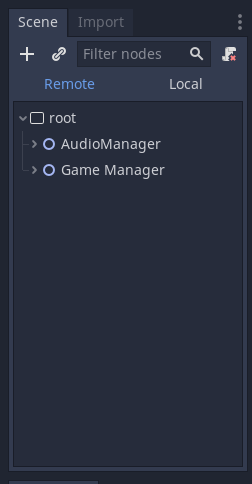 Scene Import
Filter nodes
Remote Local
root
AudioManager
Game Manager